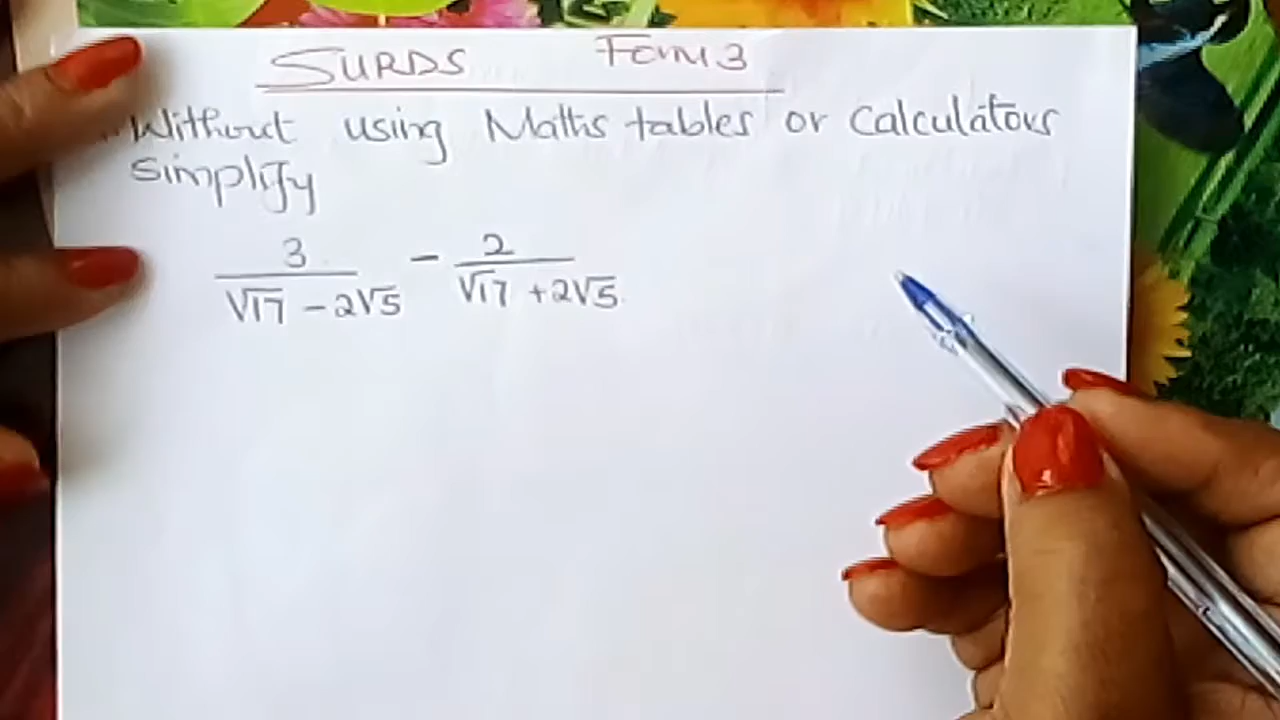 SURDS Form 3
Without using Maths tables or calculators
simplify
3 2
— - —
√17 - 2√5 √17 + 2√5